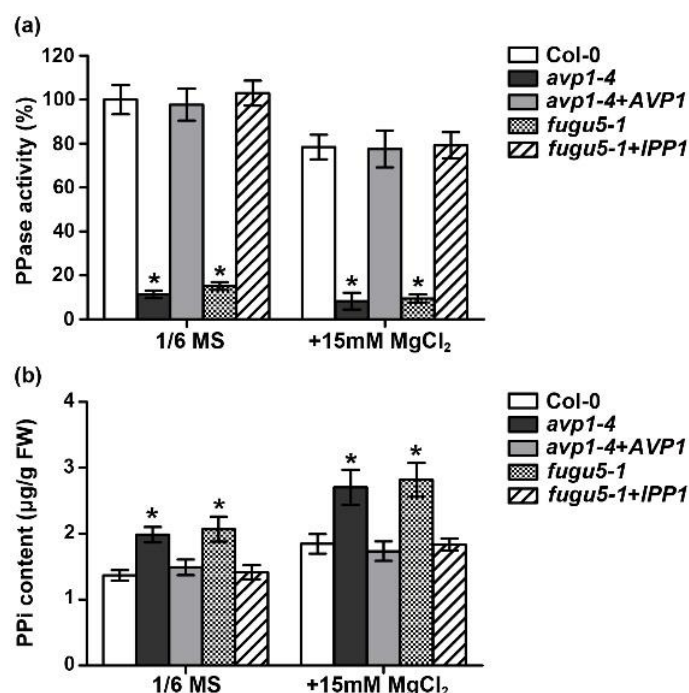 (a)
PPase activity (%)
120
100
80
60
40
20
0
* * * *
1/6 MS +15mM MgCl₂
Col-0
avp1-4
avp1-4+AVP1
fugu5-1
fugu5-1+IPP1
(b)
PPi content (µg/g FW)
4
3
2
1
0
* * * *
1/6 MS +15mM MgCl₂
Col-0
avp1-4
avp1-4+AVP1
fugu5-1
fugu5-1+IPP1